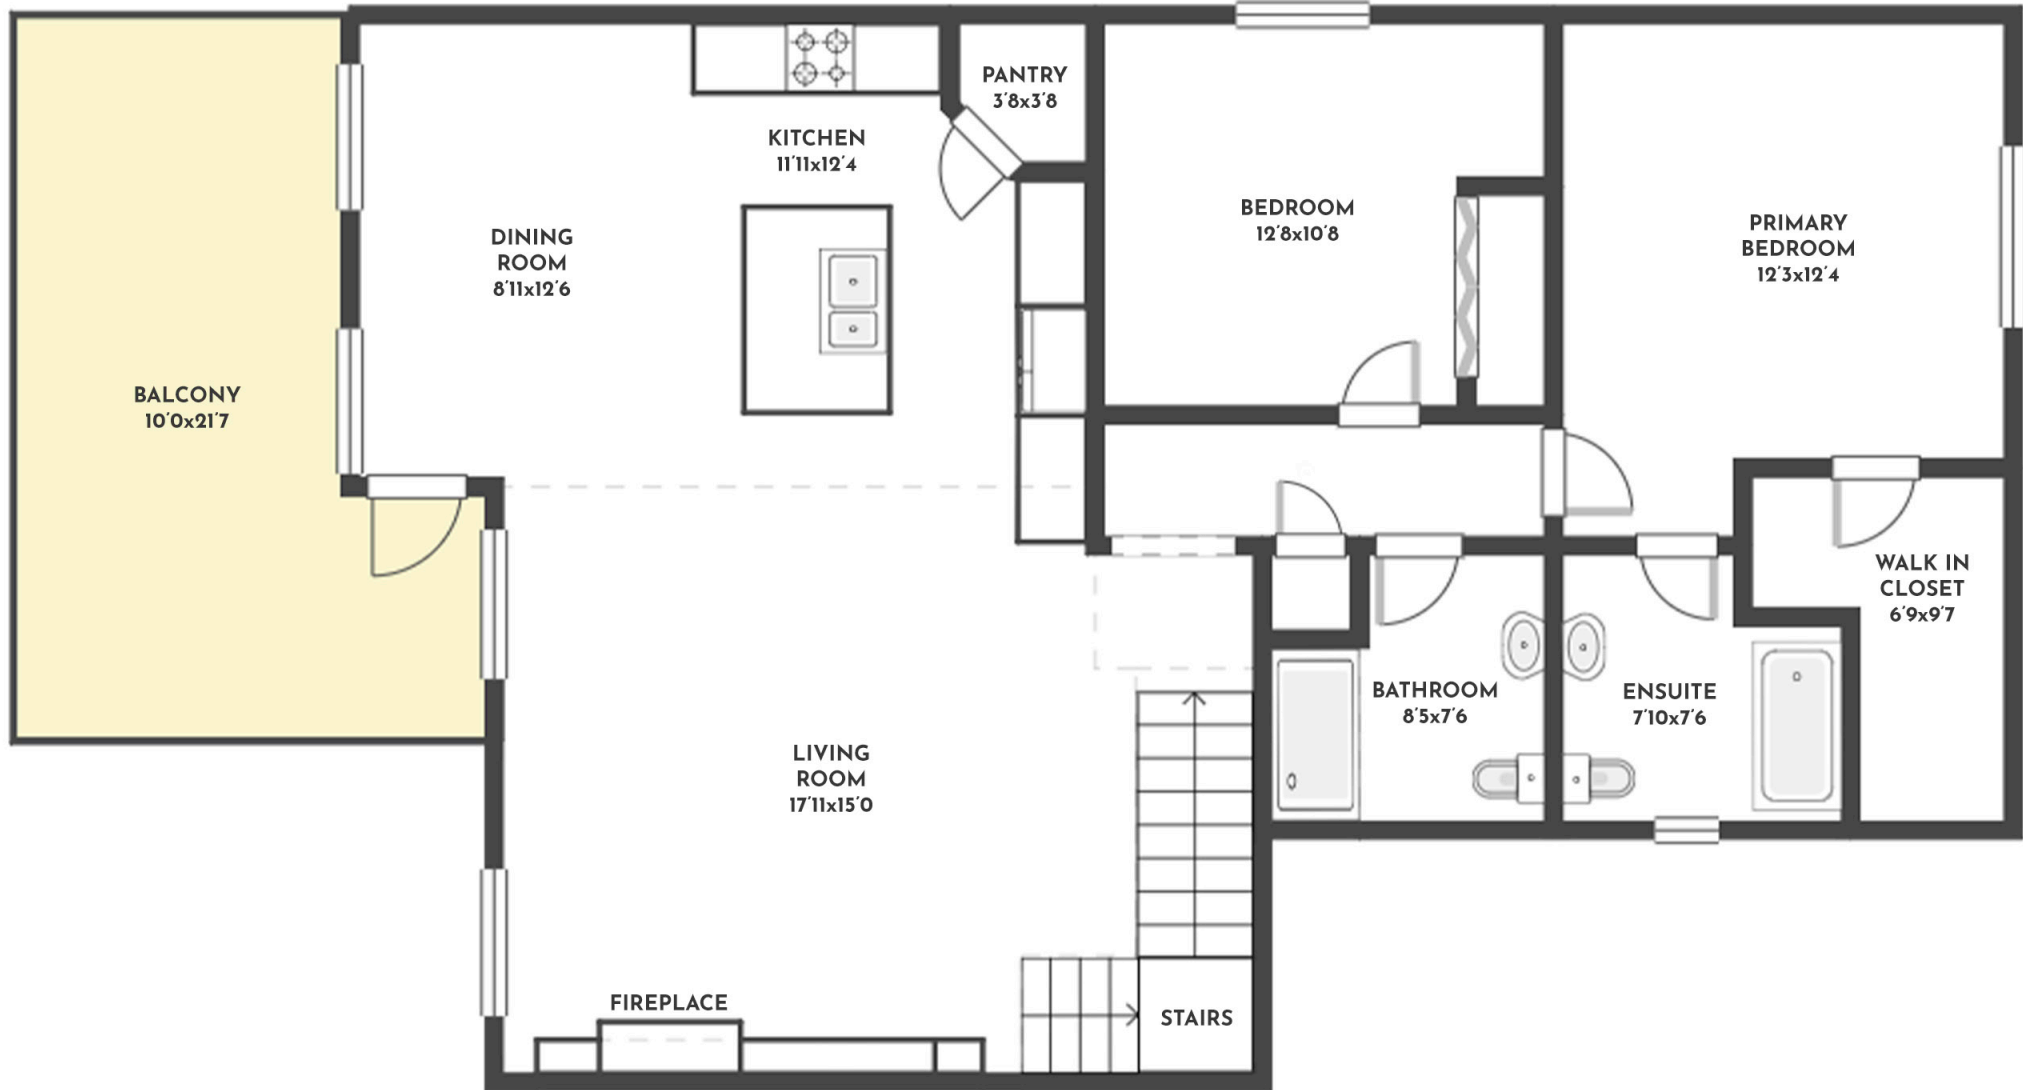 PANTRY
3'8x3'8
KITCHEN
11'11x12'4
BEDROOM
12'8x10'8
PRIMARY
BEDROOM
12'3x12'4
DINING
ROOM
8'11x12'6
BALCONY
10'0x21'7
WALK IN
CLOSET
6'9x9'7
BATHROOM
8'5x7'6
ENSUITE
7'10x7'6
LIVING
ROOM
17'11x15'0
FIREPLACE
STAIRS